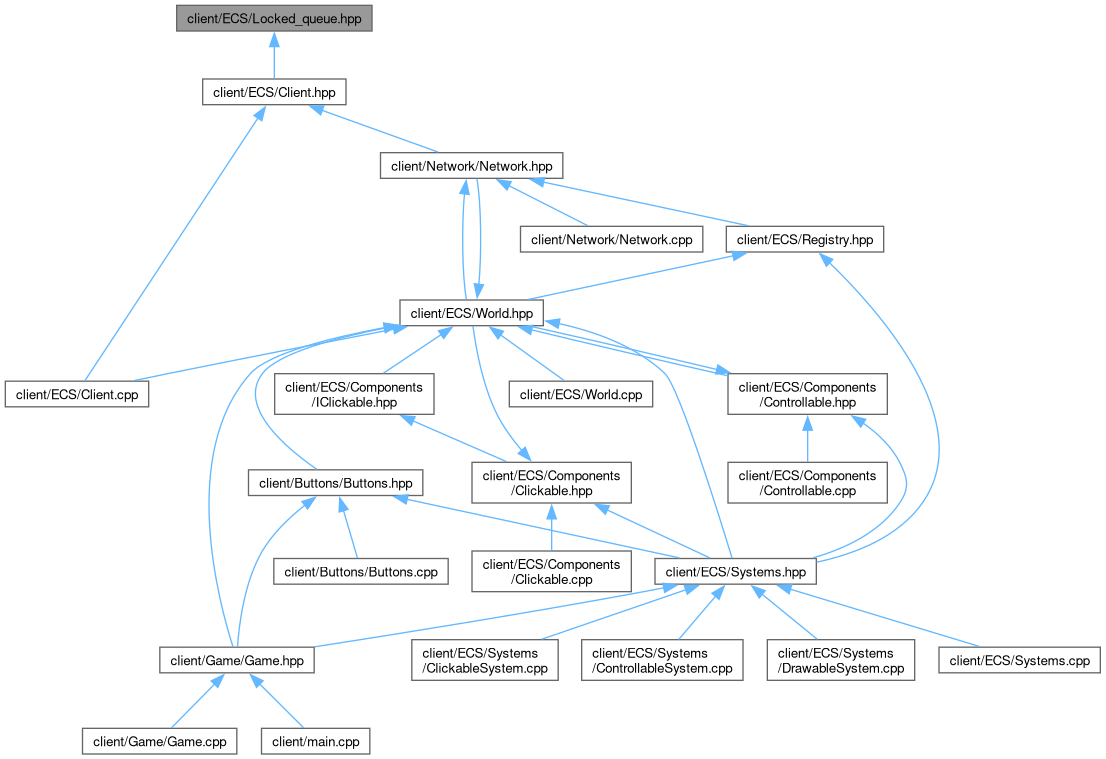 client/ECS/Locked_queue.hpp
client/ECS/Client.hpp
client/Network/Network.hpp
client/Network/Network.cpp
client/ECS/Registry.hpp
client/ECS/World.hpp
client/ECS/Client.cpp
client/ECS/Components
/IClickable.hpp
client/ECS/World.cpp
client/ECS/Components
/Controllable.hpp
client/Buttons/Buttons.hpp
client/ECS/Components
/Clickable.hpp
client/ECS/Components
/Controllable.cpp
client/Buttons/Buttons.cpp
client/ECS/Components
/Clickable.cpp
client/ECS/Systems.hpp
client/Game/Game.hpp
client/ECS/Systems
/ClickableSystem.cpp
client/ECS/Systems
/ControllableSystem.cpp
client/ECS/Systems
/DrawableSystem.cpp
client/ECS/Systems.cpp
client/Game/Game.cpp
client/main.cpp